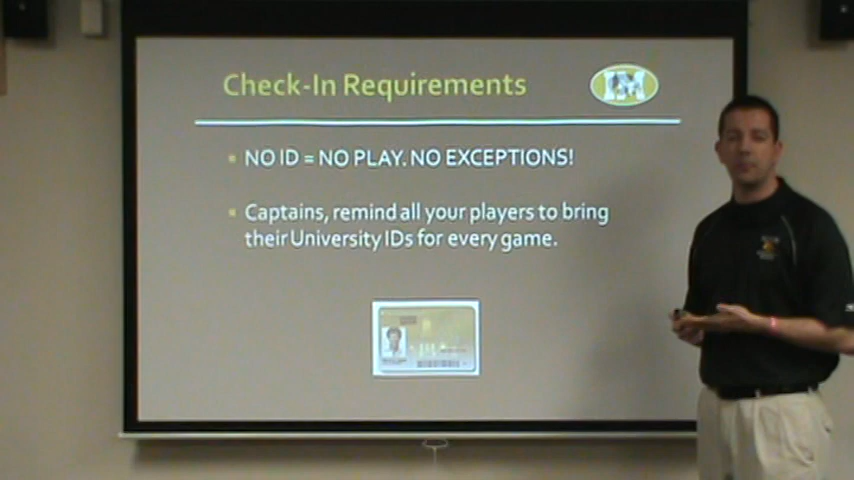 Check-In Requirements
IM
NO ID = NO PLAY. NO EXCEPTIONS!
Captains, remind all your players to bring
their University IDs for every game.